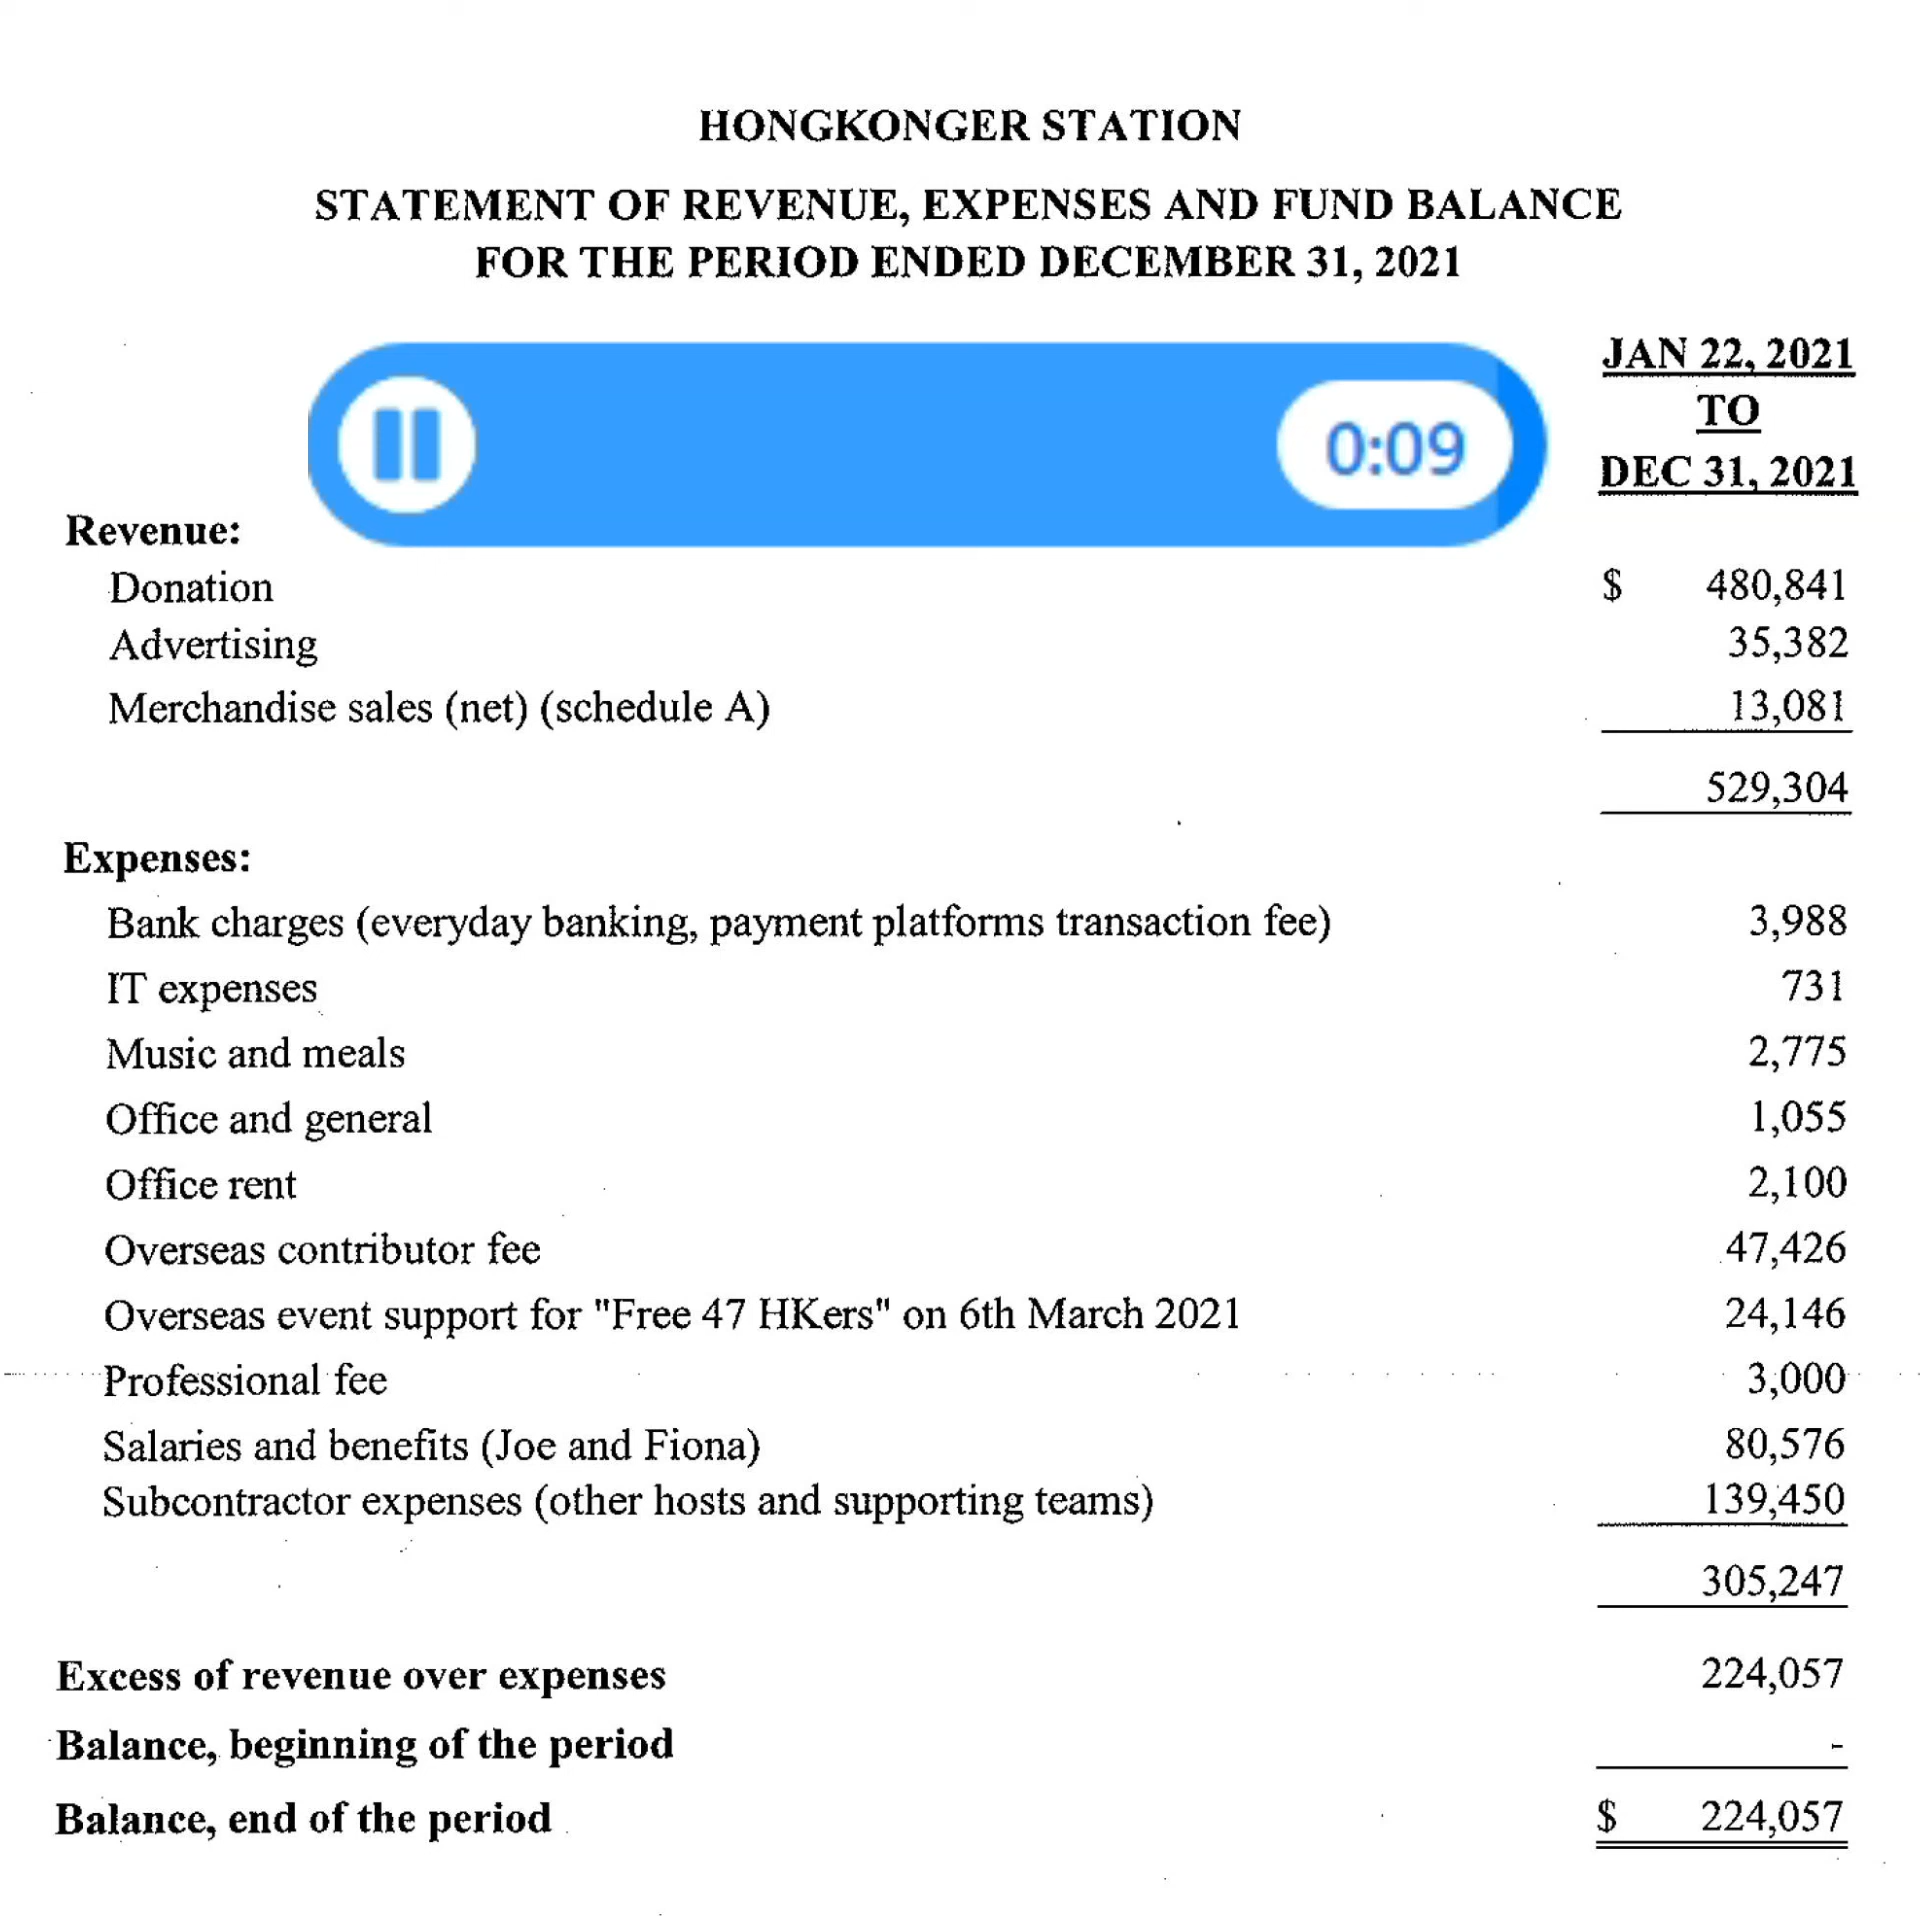 HONGKONGER STATION
STATEMENT OF REVENUE, EXPENSES AND FUND BALANCE
FOR THE PERIOD ENDED DECEMBER 31, 2021
JAN 22, 2021
TO
DEC 31, 2021
0:09
Revenue:
Donation $ 480,841
Advertising 35,382
Merchandise sales (net) (schedule A) 13,081
529,304
Expenses:
Bank charges (everyday banking, payment platforms transaction fee) 3,988
IT expenses 731
Music and meals 2,775
Office and general 1,055
Office rent 2,100
Overseas contributor fee 47,426
Overseas event support for "Free 47 HKers" on 6th March 2021 24,146
Professional fee 3,000
Salaries and benefits (Joe and Fiona) 80,576
Subcontractor expenses (other hosts and supporting teams) 139,450
305,247
Excess of revenue over expenses 224,057
Balance, beginning of the period -
Balance, end of the period $ 224,057